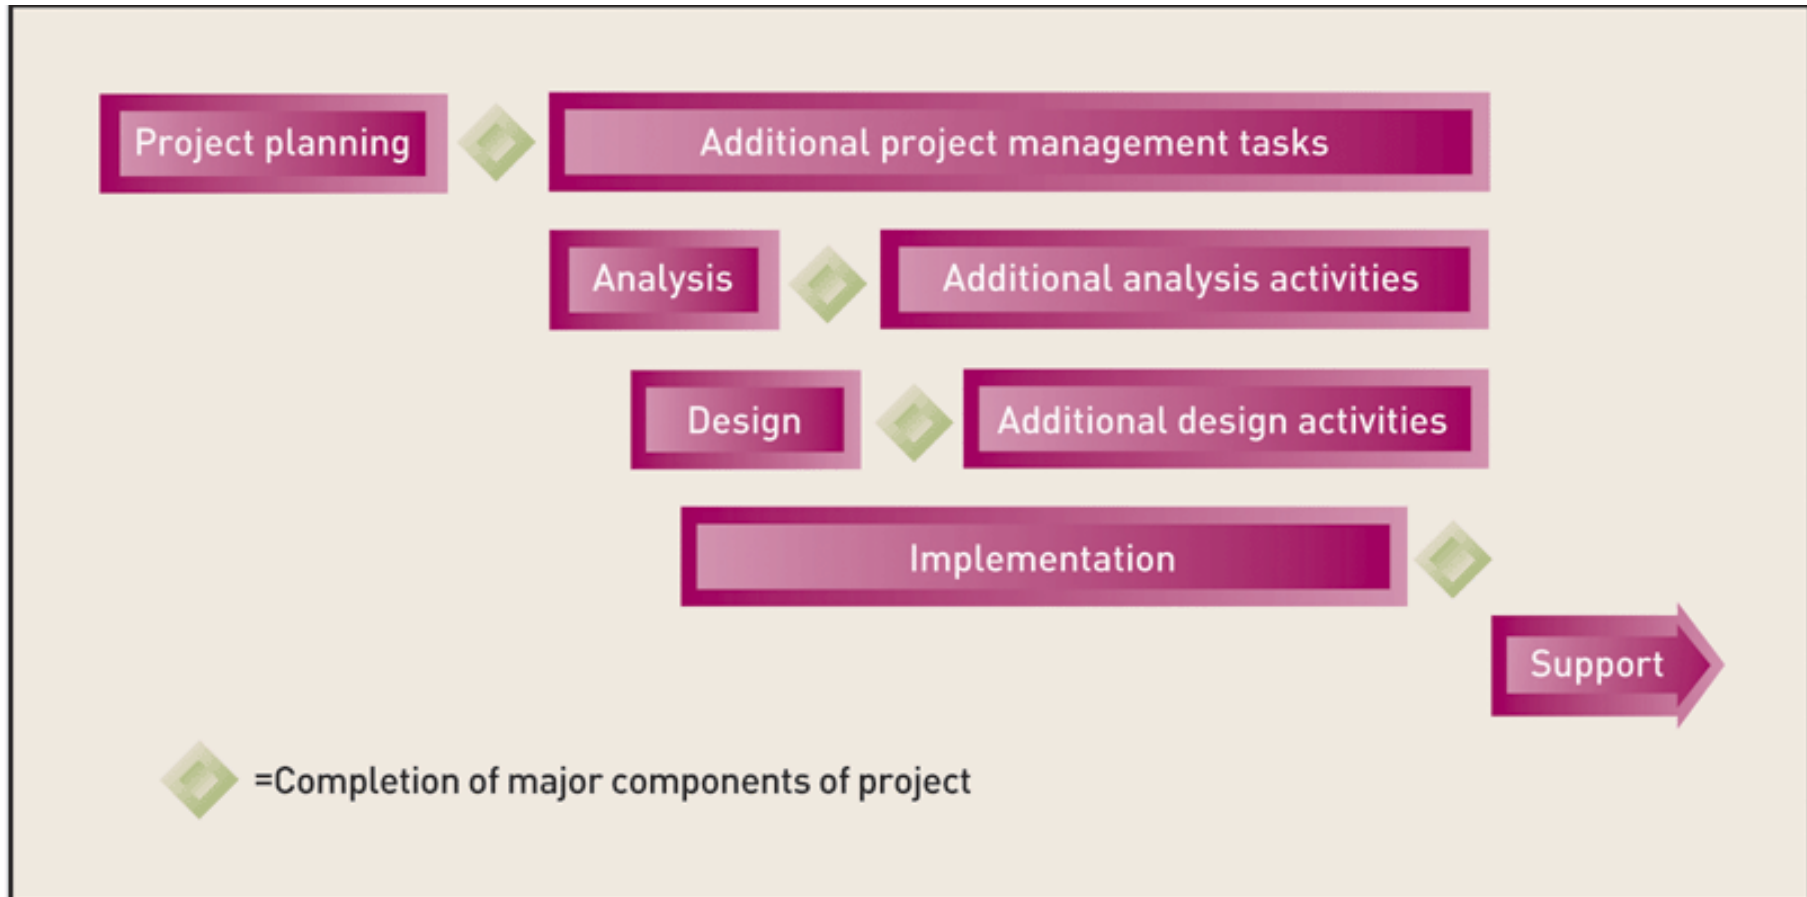 Project planning
Additional project management tasks
Analysis
Additional analysis activities
Design
Additional design activities
Implementation
Support
=Completion of major components of project